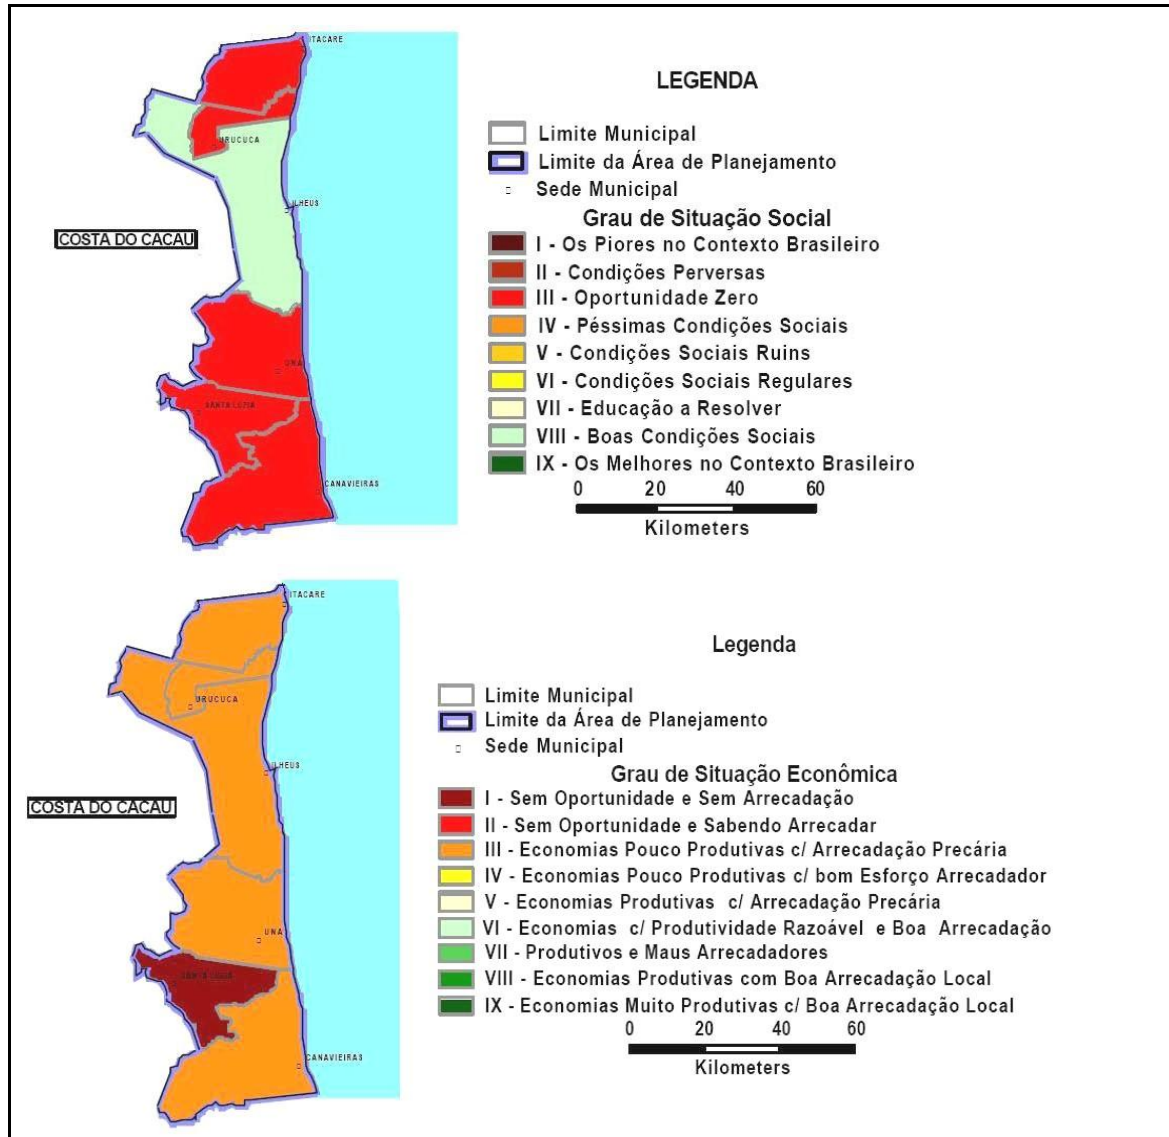 ITACARE
URUCUCA
ILHEUS
COSTA DO CACAU
UNA
SANTA LUZIA
CANAVIEIRAS
LEGENDA
Limite Municipal
Limite da Área de Planejamento
Sede Municipal
Grau de Situação Social
I - Os Piores no Contexto Brasileiro
II - Condições Perversas
III - Oportunidade Zero
IV - Péssimas Condições Sociais
V - Condições Sociais Ruins
VI - Condições Sociais Regulares
VII - Educação a Resolver
VIII - Boas Condições Sociais
IX - Os Melhores no Contexto Brasileiro
0 20 40 60
Kilometers
ITACARE
URUCUCA
ILHEUS
COSTA DO CACAU
UNA
CANAVIEIRAS
Legenda
Limite Municipal
Limite da Área de Planejamento
Sede Municipal
Grau de Situação Econômica
I - Sem Oportunidade e Sem Arrecadação
II - Sem Oportunidade e Sabendo Arrecadar
III - Economias Pouco Produtivas c/ Arrecadação Precária
IV - Economias Pouco Produtivas c/ bom Esforço Arrecadador
V - Economias Produtivas c/ Arrecadação Precária
VI - Economias c/ Produtividade Razoável e Boa Arrecadação
VII - Produtivos e Maus Arrecadadores
VIII - Economias Produtivas com Boa Arrecadação Local
IX - Economias Muito Produtivas c/ Boa Arrecadação Local
0 20 40 60
Kilometers